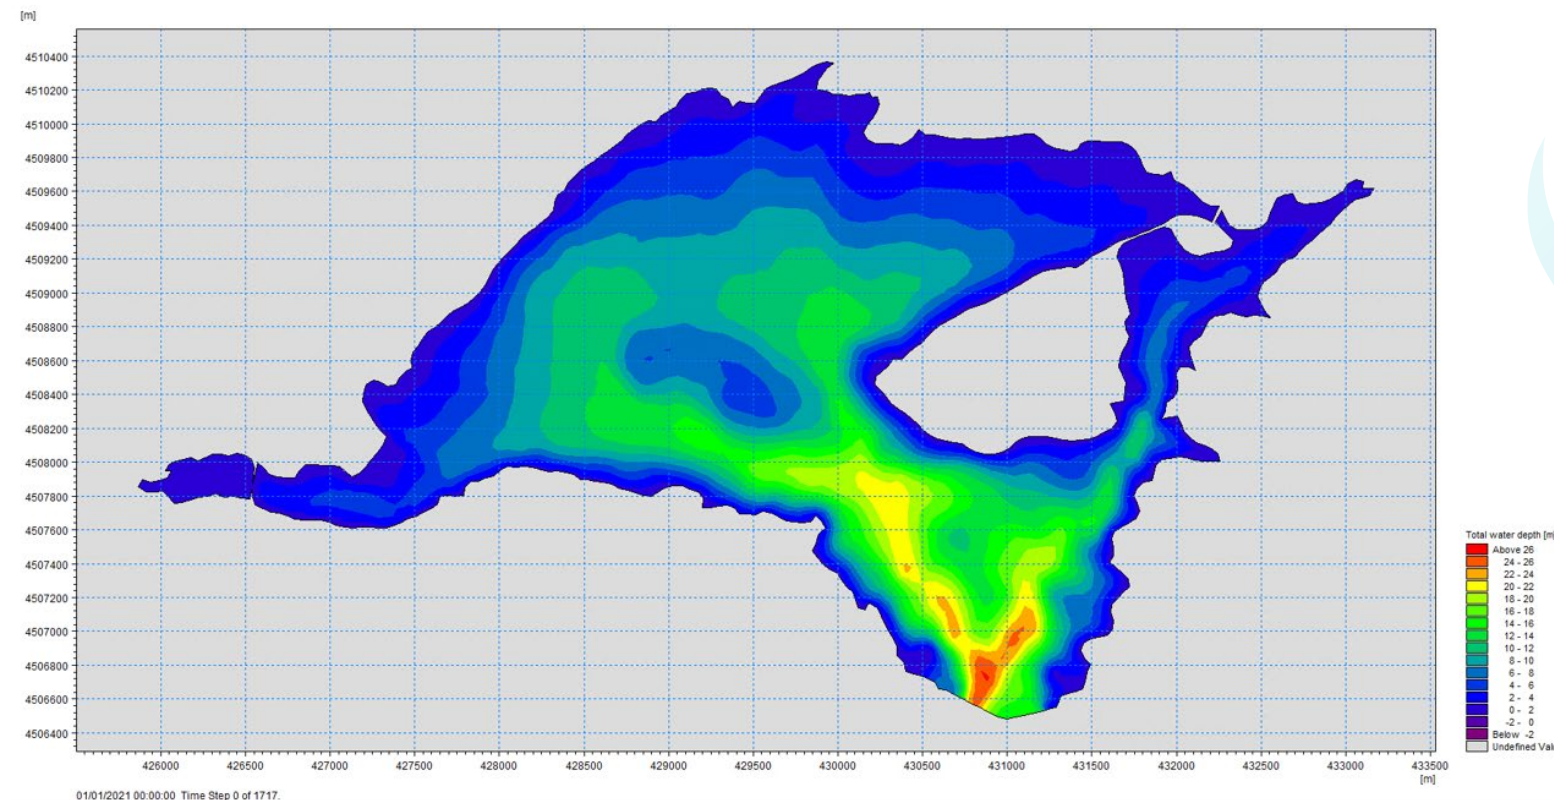 [m]
4510400
4510200
4510000
4509800
4509600
4509400
4509200
4509000
4508800
4508600
4508400
4508200
4508000
4507800
4507600
4507400
4507200
4507000
4506800
4506600
4506400
426000 426500 427000 427500 428000 428500 429000 429500 430000 430500 431000 431500 432000 432500 433000 433500
[m]
01/01/2021 00:00:00 Time Step 0 of 1717.
Total water depth [m
Above 26
24 - 26
22 - 24
20 - 22
18 - 20
16 - 18
14 - 16
12 - 14
10 - 12
8 - 10
6 - 8
4 - 6
2 - 4
0 - 2
-2 - 0
Below -2
Undefined Val